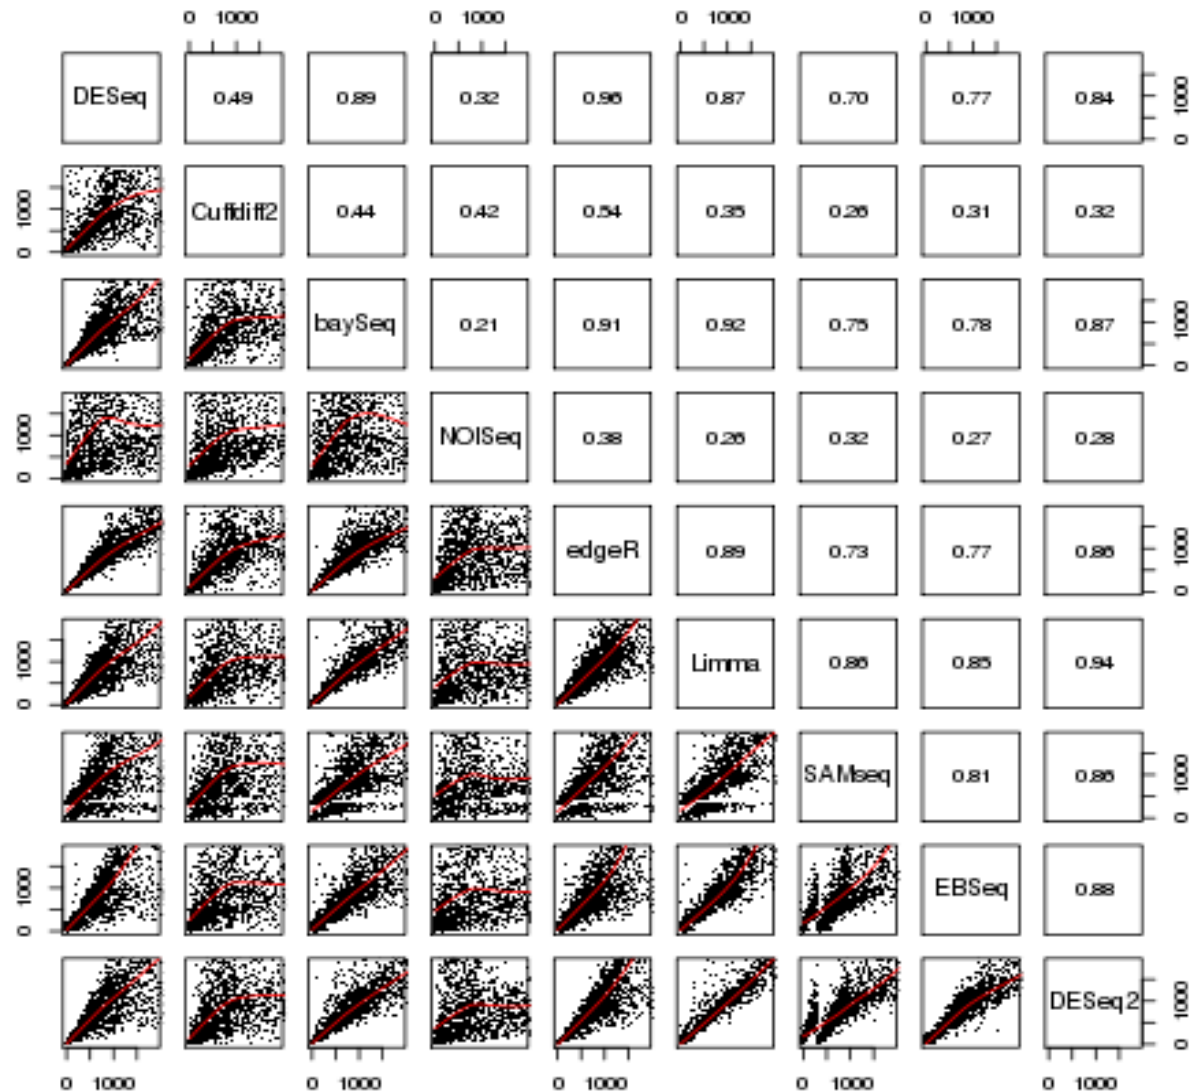 0 1000 0 1000 0 1000 0 1000
DESeq 0.49 0.89 0.32 0.96 0.87 0.70 0.77 0.84 0 1000
0 1000 Cuffdiff2 0.44 0.42 0.54 0.35 0.26 0.31 0.32
baySeq 0.21 0.91 0.92 0.75 0.78 0.87 0 1000
0 1000 NOISeq 0.38 0.26 0.32 0.27 0.28
edgeR 0.89 0.73 0.77 0.86 0 1000
0 1000 Limma 0.86 0.85 0.94
SAMseq 0.81 0.86 0 1000
0 1000 EBSeq 0.88
DESeq2 0 1000
0 1000 0 1000 0 1000 0 1000 0 1000